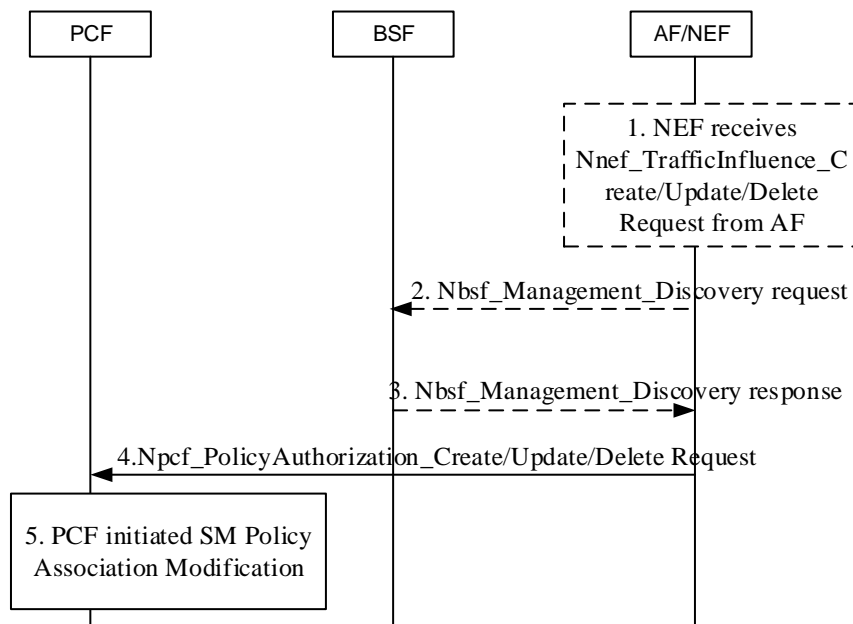 PCF
BSF
AF/NEF
1. NEF receives
Nnef_TrafficInfluence_C
reate/Update/Delete
Request from AF
2. Nbsf_Management_Discovery request
3. Nbsf_Management_Discovery response
4.Npcf_PolicyAuthorization_Create/Update/Delete Request
5. PCF initiated SM Policy
Association Modification